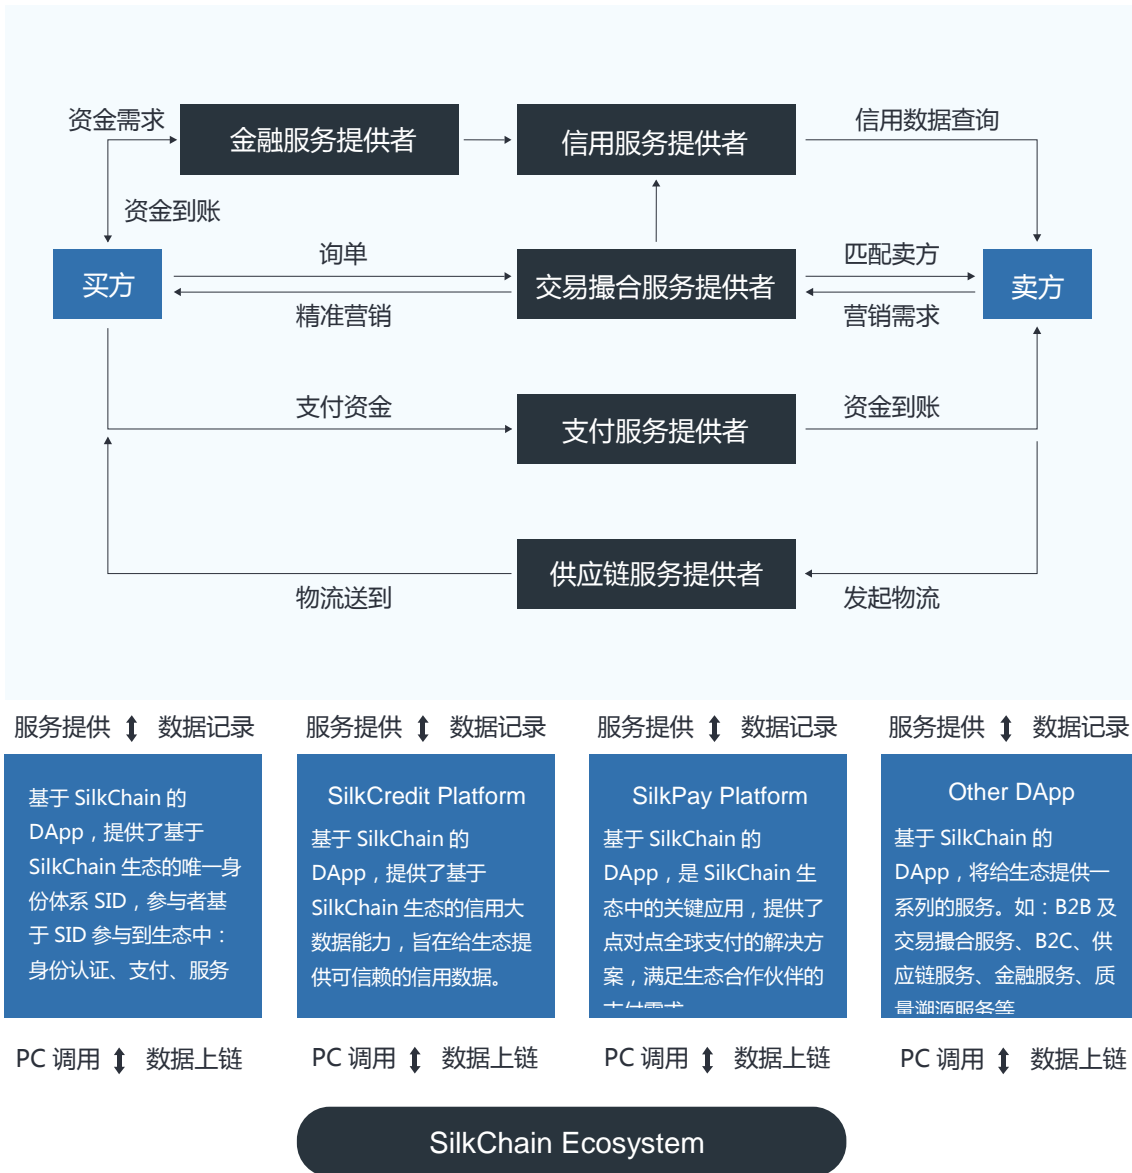 资金需求
金融服务提供者
信用服务提供者
信用数据查询
资金到账
买方
询单
交易撮合服务提供者
匹配卖方
卖方
精准营销
营销需求
支付资金
支付服务提供者
资金到账
供应链服务提供者
物流送到
发起物流
服务提供 数据记录
服务提供 数据记录
服务提供 数据记录
服务提供 数据记录
基于 SilkChain 的
DApp，提供了基于
SilkChain 生态的唯一身
份体系 SID，参与者基
于 SID 参与到生态中：
身份认证、支付、服务
SilkCredit Platform
基于 SilkChain 的
DApp，提供了基于
SilkChain 生态的信用大
数据能力，旨在给生态提
供可信赖的信用数据。
SilkPay Platform
基于 SilkChain 的
DApp，是 SilkChain 生
态中的关键应用，提供了
点对点全球支付的解决方
案，满足生态合作伙伴的
支付需求
Other DApp
基于 SilkChain 的
DApp，将给生态提供一
系列的服务。如：B2B 及
交易撮合服务、B2C、供
应链服务、金融服务、质
量溯源服务等
PC 调用 数据上链
PC 调用 数据上链
PC 调用 数据上链
PC 调用 数据上链
SilkChain Ecosystem